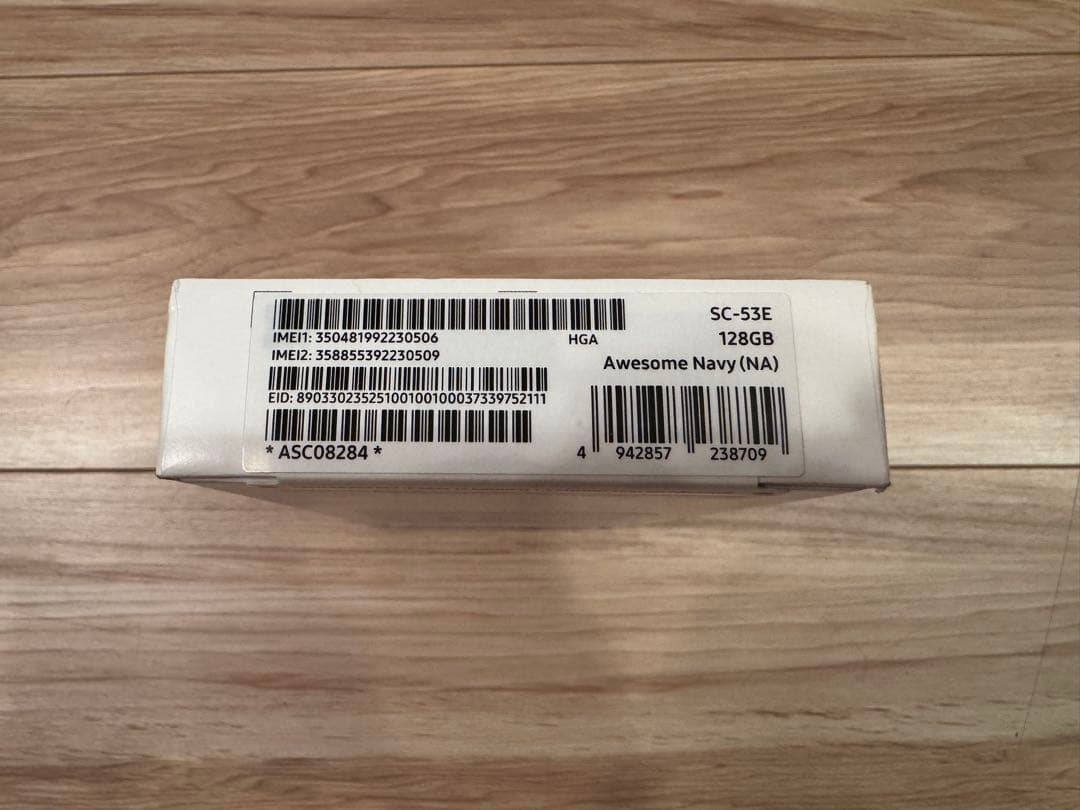 IMEI1: 350481992230506
HGA
IMEI2: 358855392230509
EID: 89033023525100100100037339752111
* ASC08284 *
SC-53E
128GB
Awesome Navy (NA)
4 942857 238709